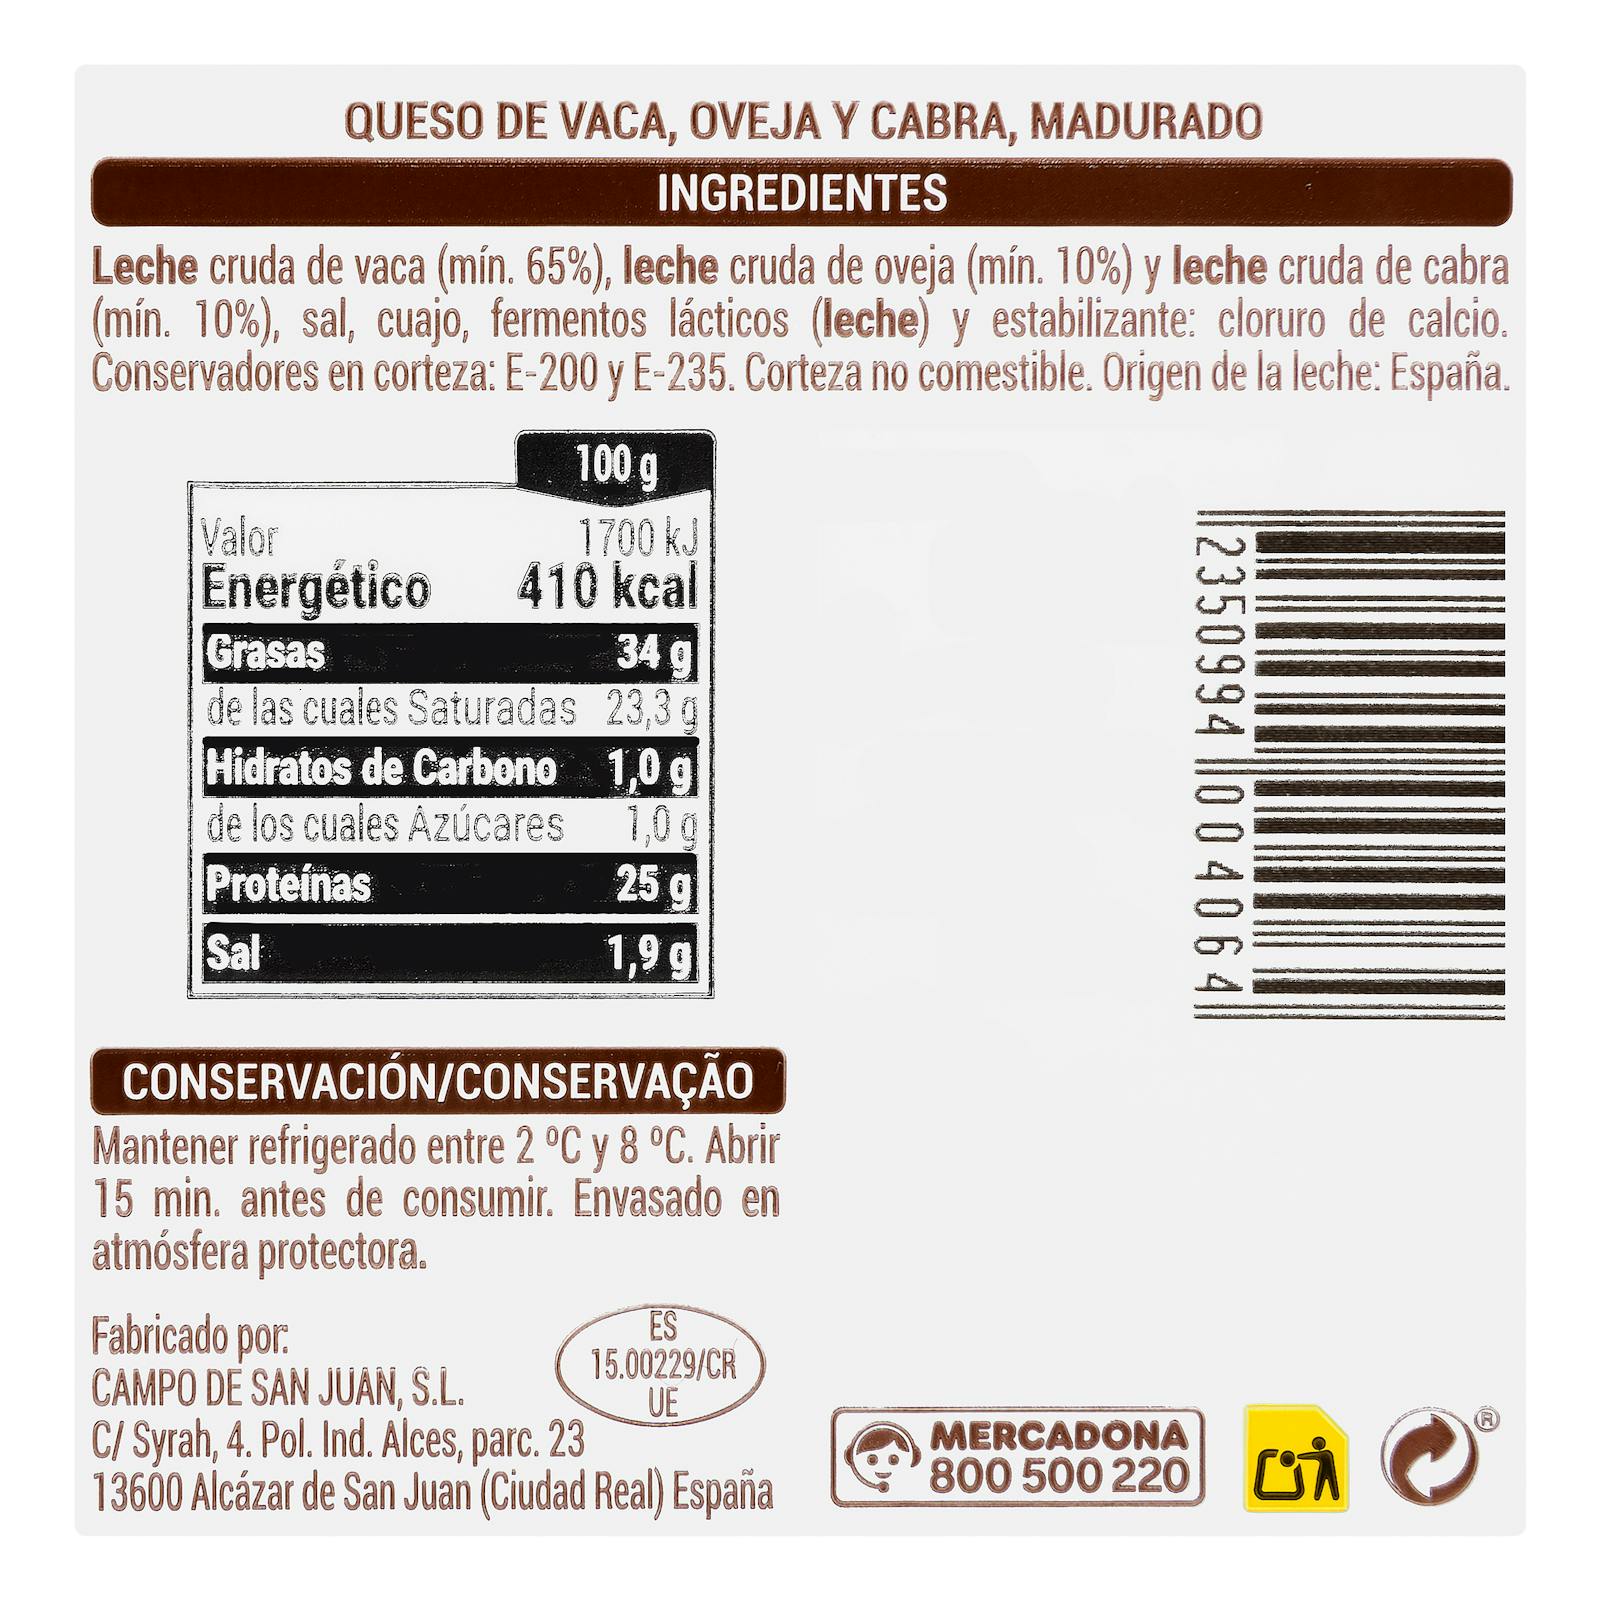 QUESO DE VACA, OVEJA Y CABRA, MADURADO
INGREDIENTES
Leche cruda de vaca (mín. 65%), leche cruda de oveja (mín. 10%) y leche cruda de cabra
(mín. 10%), sal, cuajo, fermentos lácticos (leche) y estabilizante: cloruro de calcio.
Conservadores en corteza: E-200 y E-235. Corteza no comestible. Origen de la leche: España.
100 g
Valor 1700 kJ
Energético 410 kcal
Grasas 34 g
de las cuales Saturadas 23,3 g
Hidratos de Carbono 1,0 g
de los cuales Azúcares 1,0 g
Proteínas 25 g
Sal 1,9 g
2350994004064
CONSERVACIÓN/CONSERVAÇÃO
Mantener refrigerado entre 2 ºC y 8 ºC. Abrir
15 min. antes de consumir. Envasado en
atmósfera protectora.
Fabricado por:
CAMPO DE SAN JUAN, S.L.
C/ Syrah, 4. Pol. Ind. Alces, parc. 23
13600 Alcázar de San Juan (Ciudad Real) España
ES
15.00229/CR
UE
MERCADONA
800 500 220
®